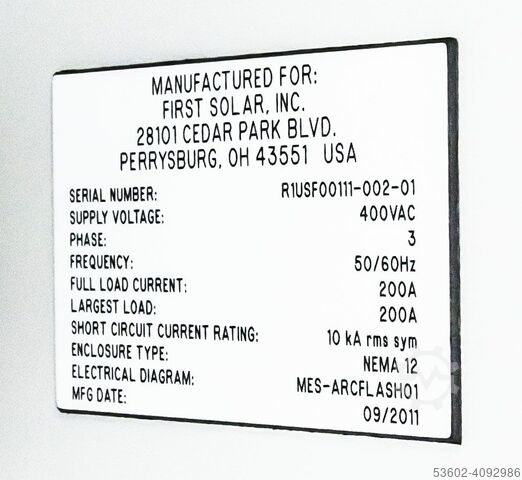 MANUFACTURED FOR:
FIRST SOLAR, INC.
28101 CEDAR PARK BLVD.
PERRYSBURG, OH 43551 USA
SERIAL NUMBER: R1USF00111-002-01
SUPPLY VOLTAGE: 400VAC
PHASE: 3
FREQUENCY: 50/60Hz
FULL LOAD CURRENT: 200A
LARGEST LOAD: 200A
SHORT CIRCUIT CURRENT RATING: 10 kA rms sym
ENCLOSURE TYPE: NEMA 12
ELECTRICAL DIAGRAM: MES-ARCFLASH01
MFG DATE: 09/2011
53602-4092986